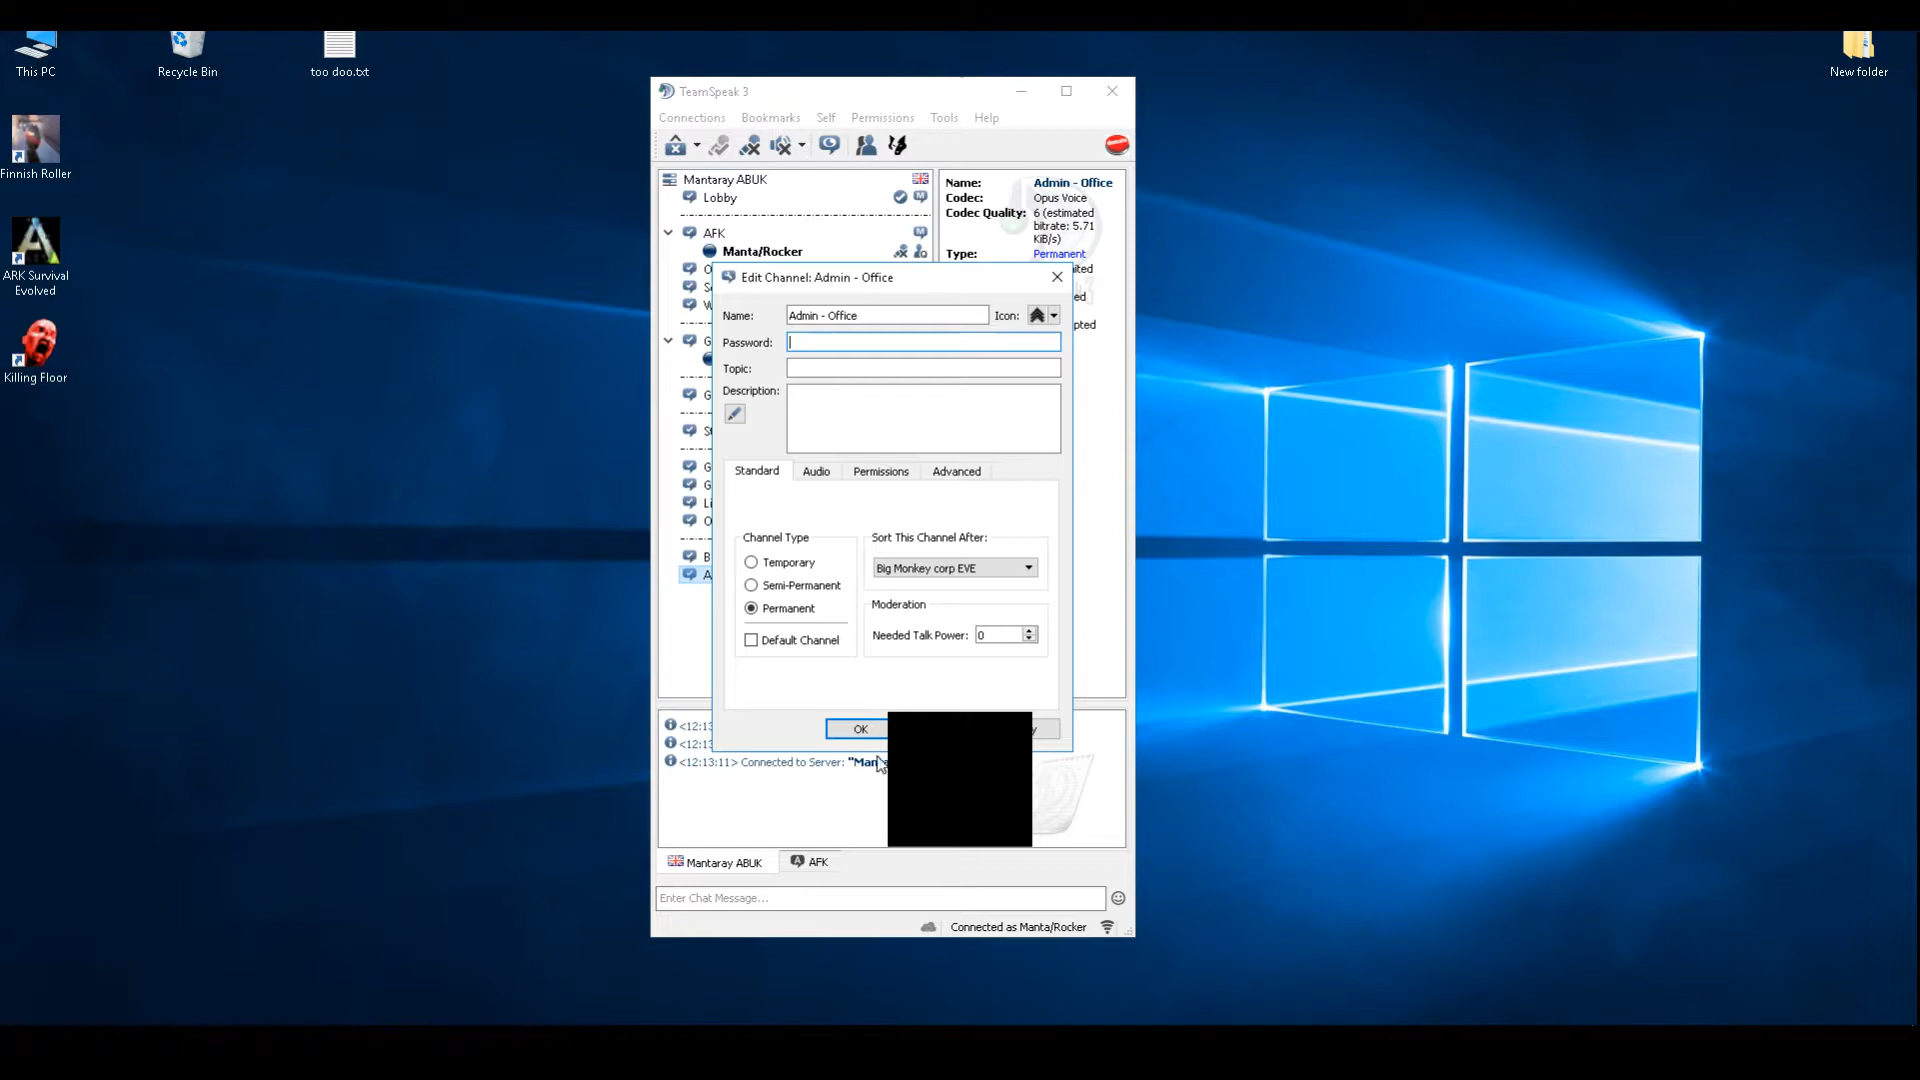 This PC
Recycle Bin
too doo.txt
New folder
Finnish Roller
ARK Survival
Evolved
Killing Floor
TeamSpeak 3
Connections Bookmarks Self Permissions Tools Help
Mantaray ABUK
Lobby
AFK
Manta/Rocker
Name: Admin - Office
Codec: Opus Voice
Codec Quality: 6 (estimated
bitrate: 5.71
KiB/s)
Type: Permanent
Edit Channel: Admin - Office
Name: Admin - Office Icon:
Password:
Topic:
Description:
Standard Audio Permissions Advanced
Channel Type
Temporary
Semi-Permanent
Permanent
Default Channel
Sort This Channel After:
Big Monkey corp EVE
Moderation
Needed Talk Power: 0
OK
<12:13
<12:13
<12:13:11> Connected to Server: "Man
Mantaray ABUK AFK
Enter Chat Message...
Connected as Manta/Rocker